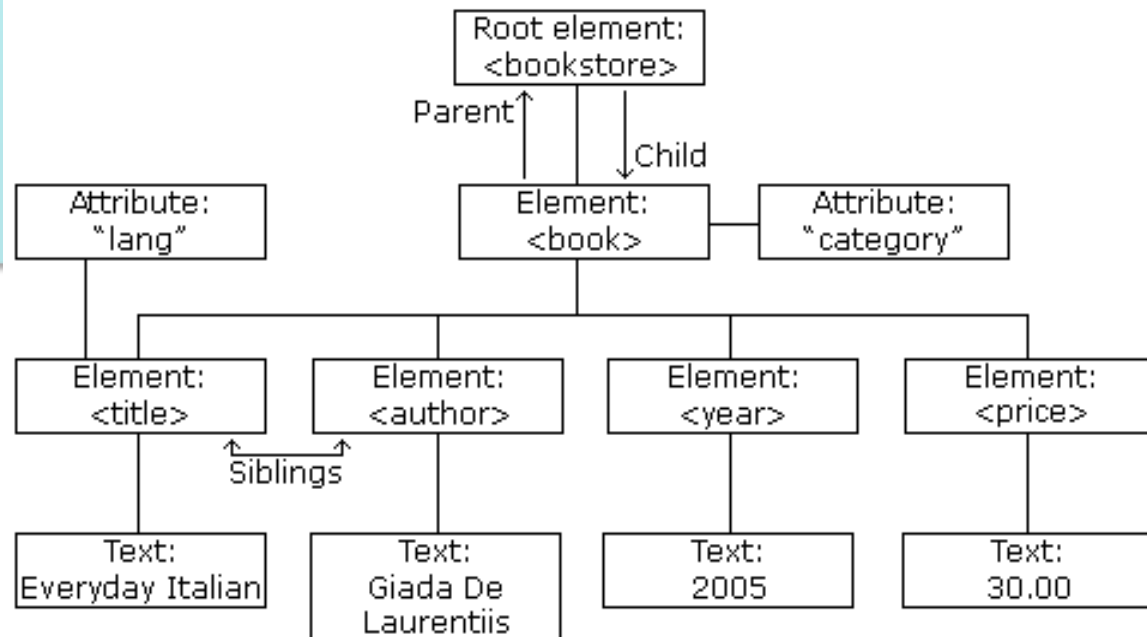 Root element:
<bookstore>
Parent
Child
Attribute:
“lang”
Element:
<book>
Attribute:
“category”
Element:
<title>
Element:
<author>
Element:
<year>
Element:
<price>
Siblings
Text:
Everyday Italian
Text:
Giada De
Laurentiis
Text:
2005
Text:
30.00